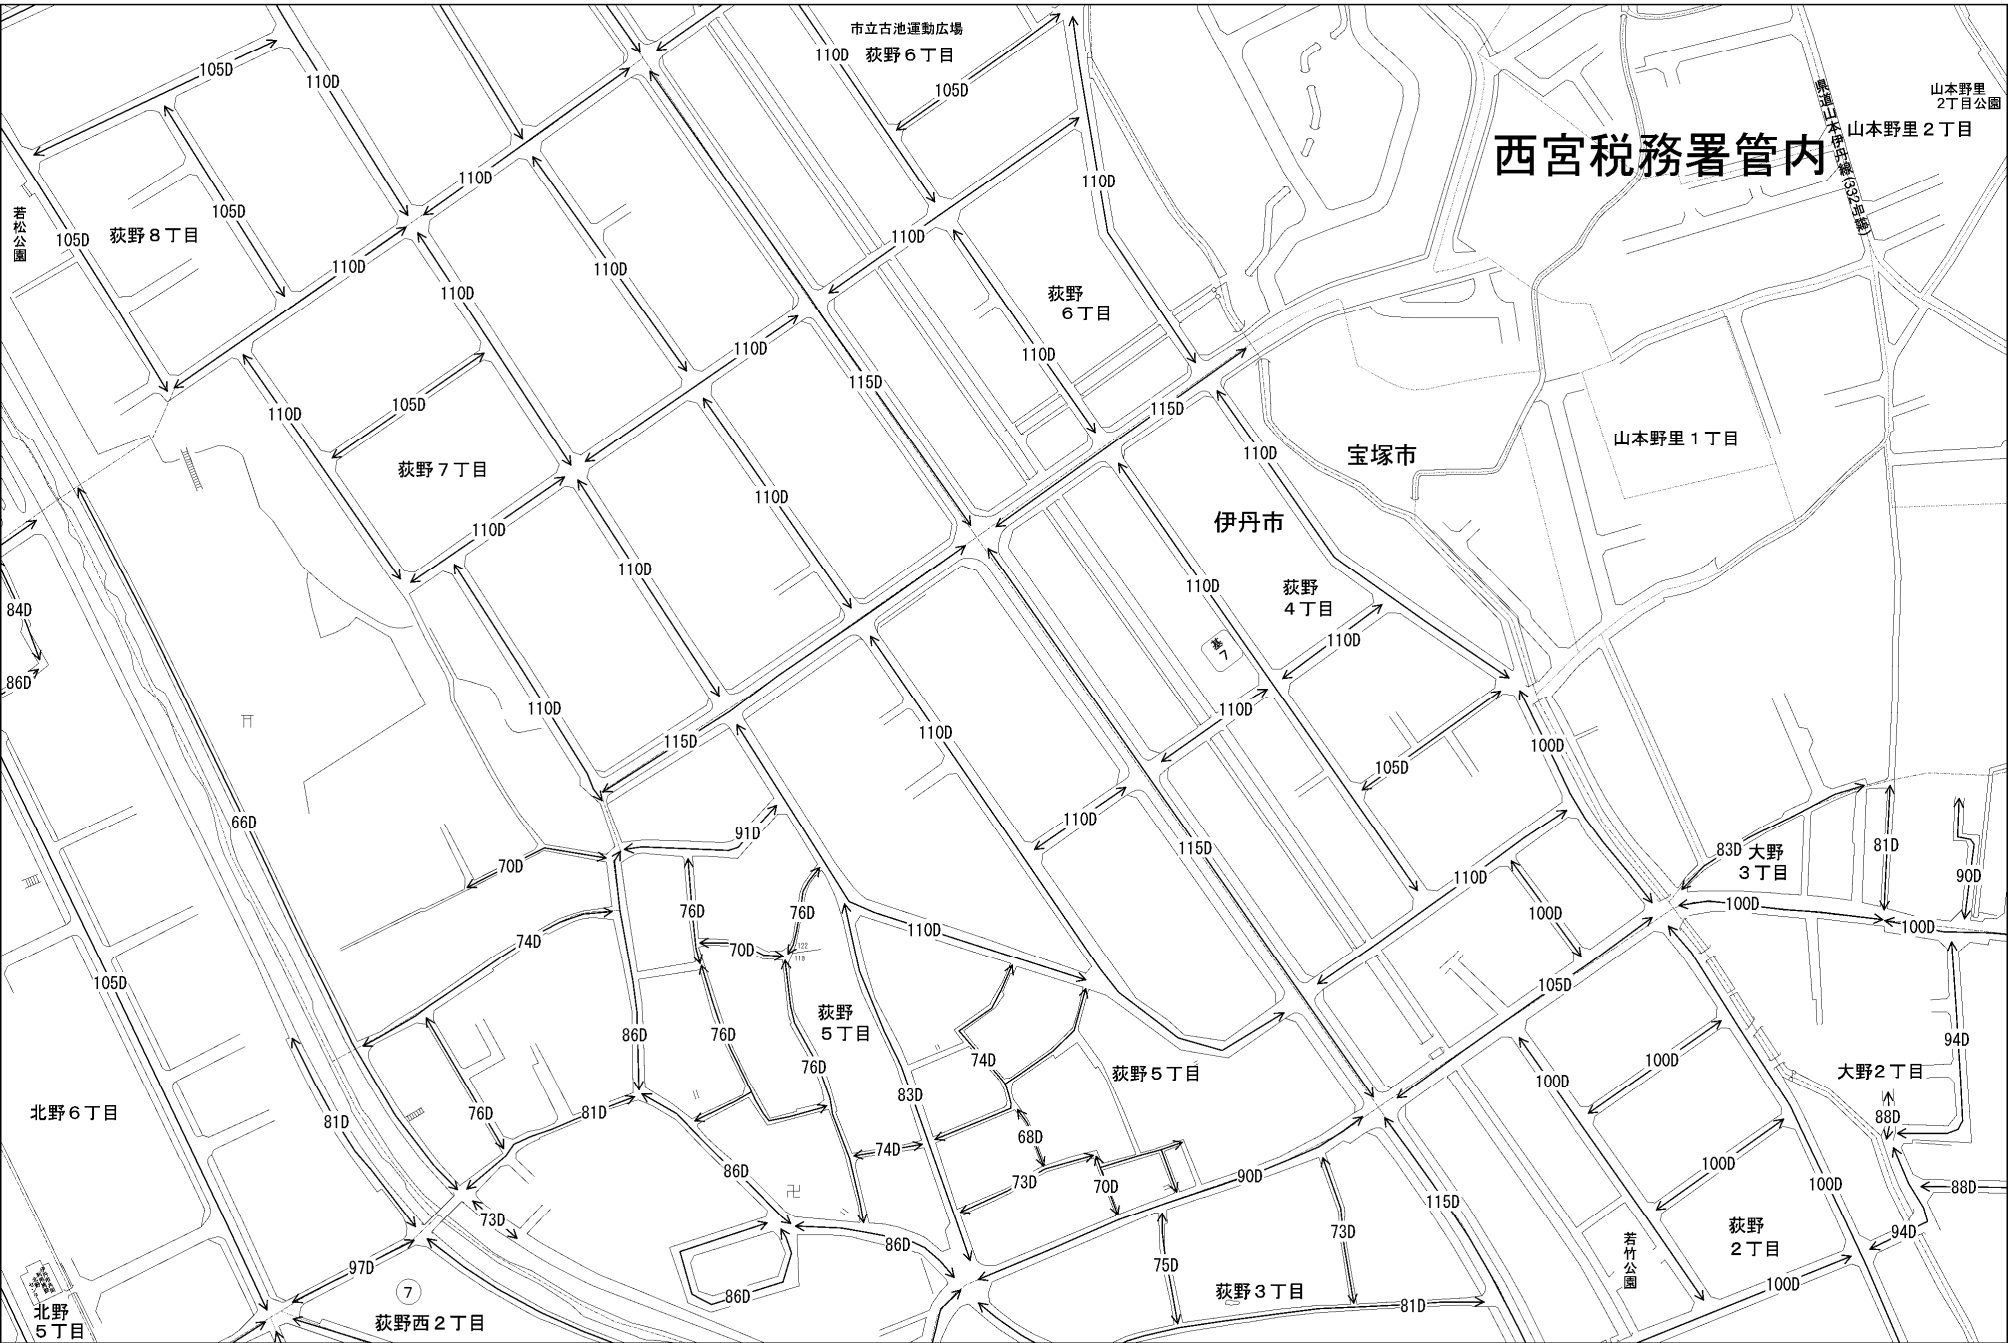 市立古池運動広場
110D
荻野６丁目
105D
110D
105D
山本野里
2丁目公園
県道山本伊丹線(332号線)
山本野里２丁目
西宮税務署管内
110D
110D
105D
若松公園
105D
荻野８丁目
110D
110D
110D
110D
荻野
６丁目
110D
110D
115D
115D
105D
110D
荻野７丁目
山本野里１丁目
宝塚市
110D
伊丹市
110D
110D
110D
110D
荻野
４丁目
84D
基
7
110D
86D
110D
110D
110D
115D
100D
105D
110D
66D
91D
115D
83D
大野
３丁目
81D
70D
110D
90D
76D
76D
100D
100D
110D
100D
74D
70D
122
118
105D
105D
荻野
５丁目
86D
76D
94D
74D
100D
76D
荻野５丁目
大野２丁目
100D
83D
北野６丁目
76D
81D
88D
81D
68D
74D
100D
86D
90D
73D
70D
100D
88D
115D
73D
73D
荻野
２丁目
94D
86D
若竹公園
97D
75D
100D
⑦
86D
荻野３丁目
81D
北野
５丁目
荻野西２丁目